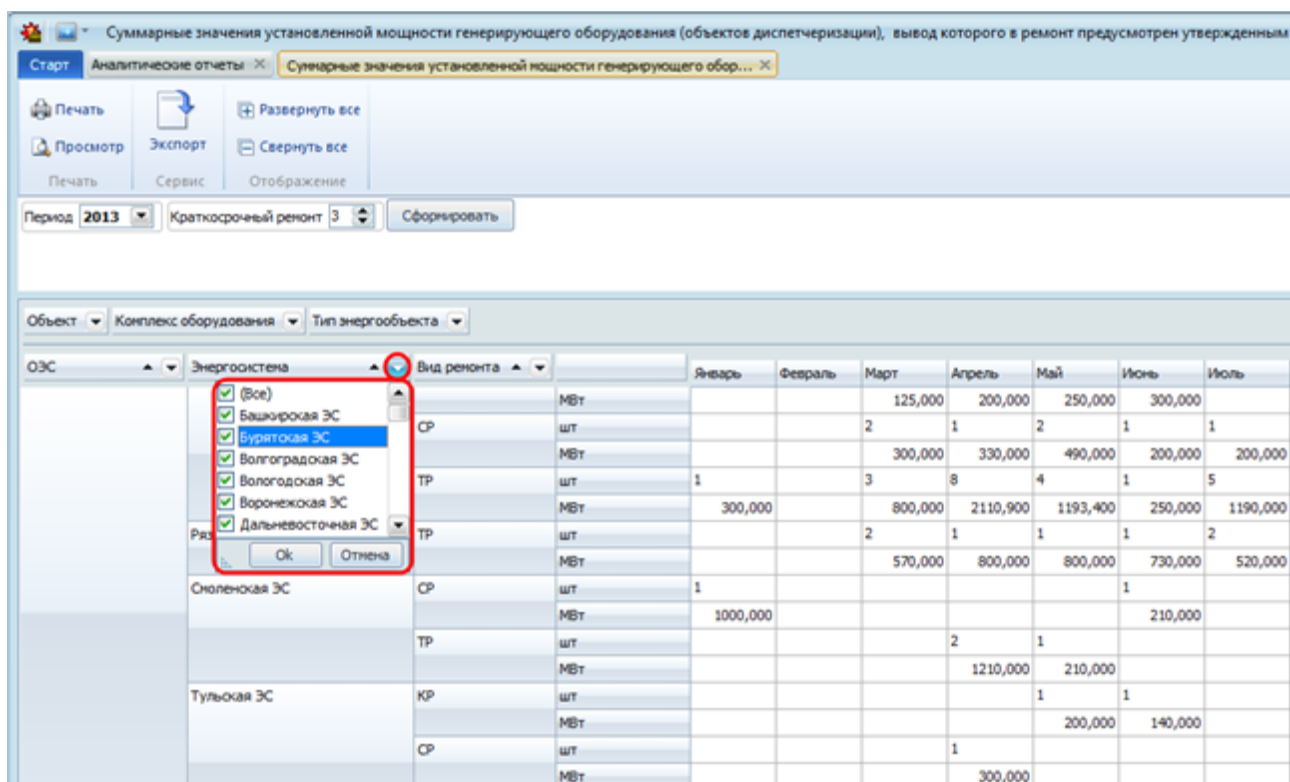 Суммарные значения установленной мощности генерирующего оборудования (объектов диспетчеризации), вывод которого в ремонт предусмотрен утвержденным
Старт Аналитические отчеты Суммарные значения установленной мощности генерирующего обор...
Печать Экспорт Развернуть все
Просмотр Свернуть все
Печать Сервис Отображение
Период 2013 Краткосрочный ремонт 3 Сформировать
Объект Комплекс оборудования Тип энергообъекта
ОЭС Энергосистема Вид ремонта Январь Февраль Март Апрель Май Июнь Июль
(Все) МВт 125,000 200,000 250,000 300,000
Башкирская ЭС СР шт 2 1 2 1 1
Бурятская ЭС МВт 300,000 330,000 490,000 200,000 200,000
Волгоградская ЭС
Вологодская ЭС ТР шт 1 3 8 4 1 5
Воронежская ЭС МВт 300,000 800,000 2110,900 1193,400 250,000 1190,000
Дальневосточная ЭС
Ряз ТР шт 2 1 1 1 2
Ok Отмена МВт 570,000 800,000 800,000 730,000 520,000
Смоленская ЭС СР шт 1 1
МВт 1000,000 210,000
ТР шт 2 1
МВт 1210,000 210,000
Тульская ЭС КР шт 1 1
МВт 200,000 140,000
СР шт 1
МВт 300,000